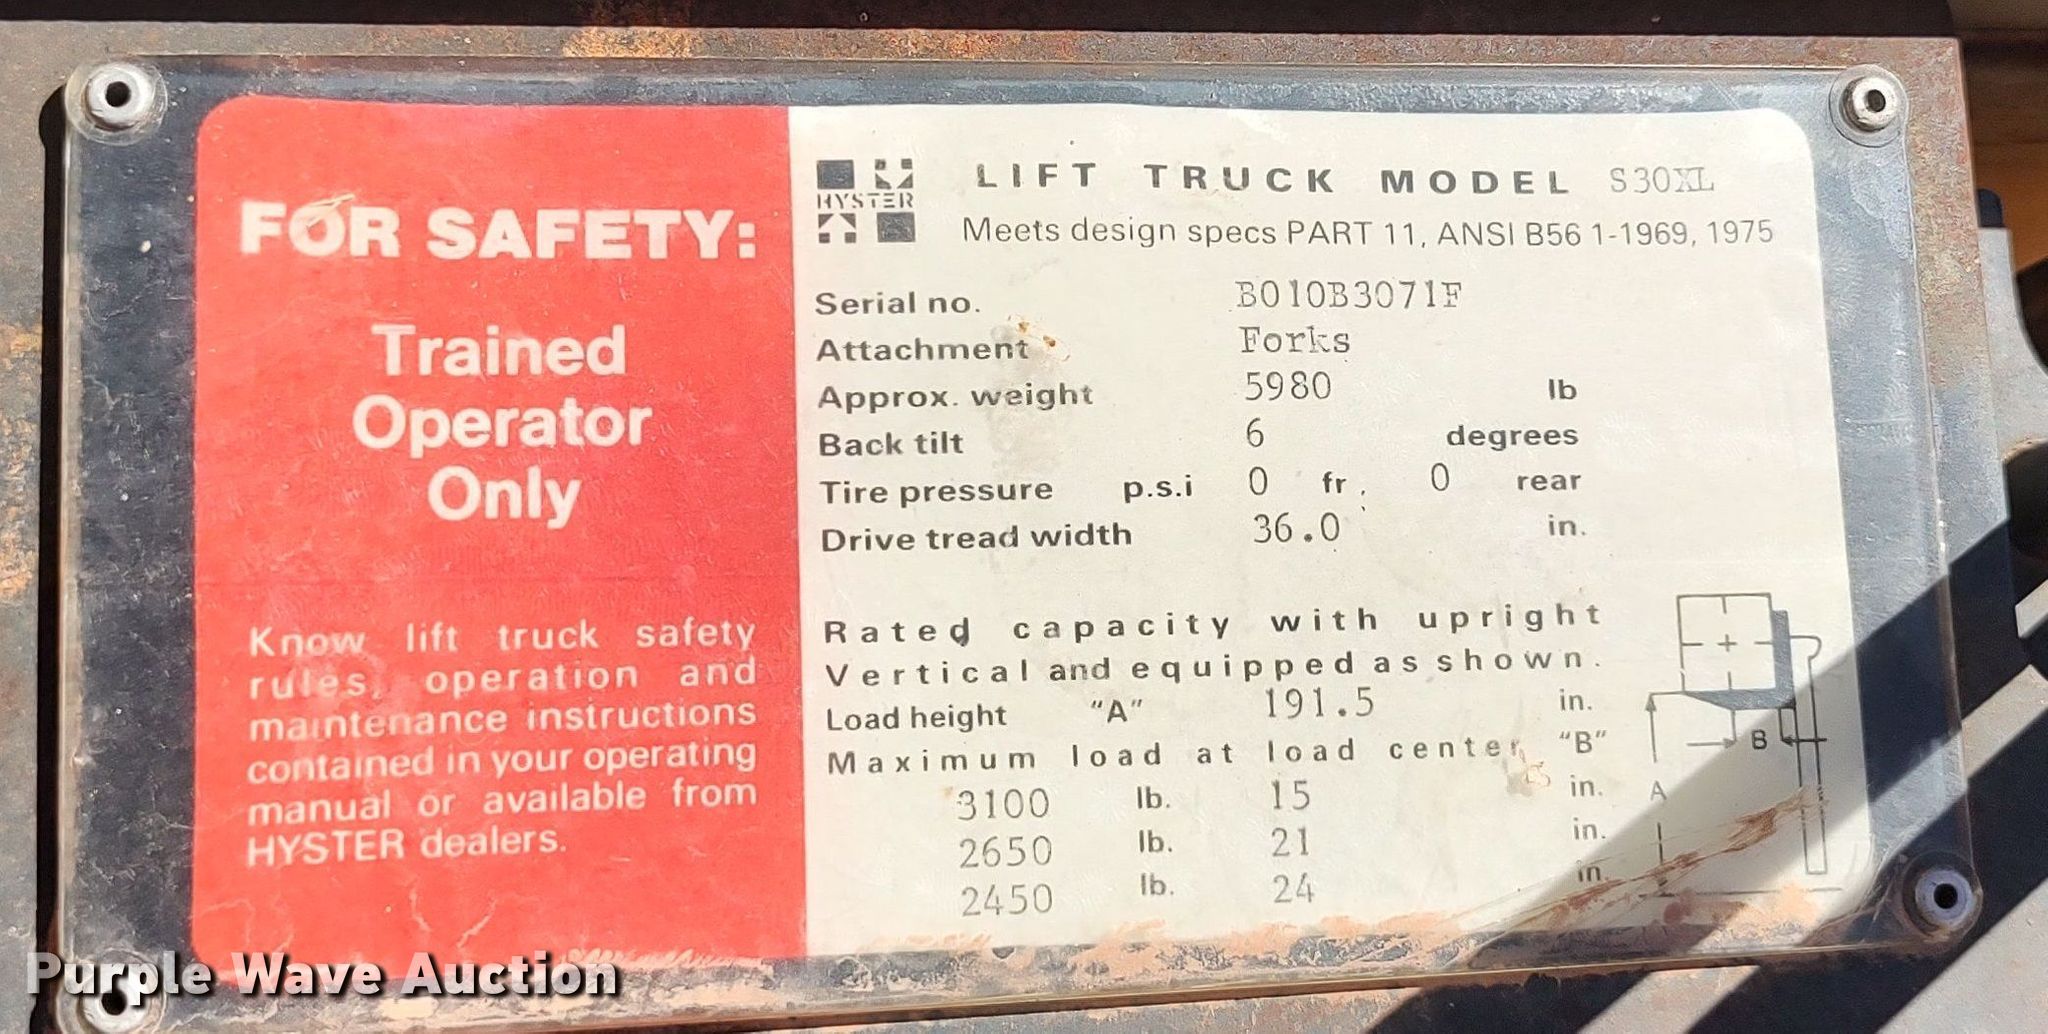 FOR SAFETY:
Trained
Operator
Only
Know lift truck safety
rules, operation and
maintenance instructions
contained in your operating
manual or available from
HYSTER dealers.
HYSTER
LIFT TRUCK MODEL S30XL
Meets design specs PART 11, ANSI B56 1-1969, 1975
Serial no. B010B3071F
Attachment Forks
Approx. weight 5980 lb
Back tilt 6 degrees
Tire pressure p.s.i 0 fr. 0 rear
Drive tread width 36.0 in.
Rated capacity with upright
Vertical and equipped as shown.
Load height "A" 191.5 in.
Maximum load at load center "B"
3100 lb. 15 in.
2650 lb. 21 in.
2450 lb. 24 in.
B
A
Purple Wave Auction